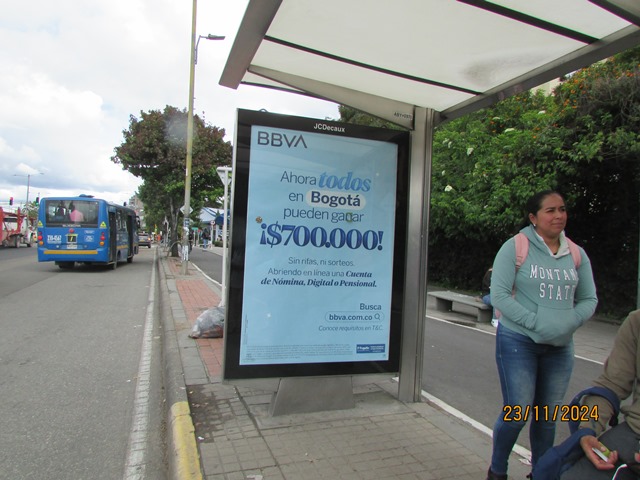 JCDecaux
BBVA
Ahora todos
en Bogotá
pueden ganar
¡$700.000!
Sin rifas, ni sorteos.
Abriendo en línea una Cuenta
de Nómina, Digital o Pensional.
Busca
bbva.com.co
Conoce requisitos en T&C.
MONTANA
STATE
23/11/2024